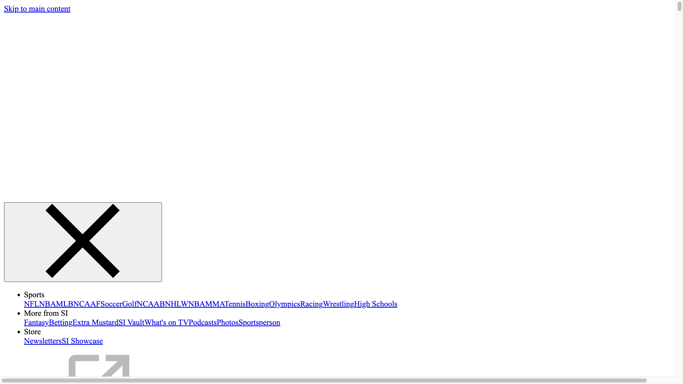 Skip to main content
Sports
NFLNBAMLBNCAAFSoccerGolfNCAABNHLWNBAMMATennisBoxingOlympicsRacingWrestlingHigh Schools
More from SI
FantasyBettingExtra MustardSI VaultWhat's on TVPodcastsPhotosSportsperson
Store
NewslettersSI Showcase